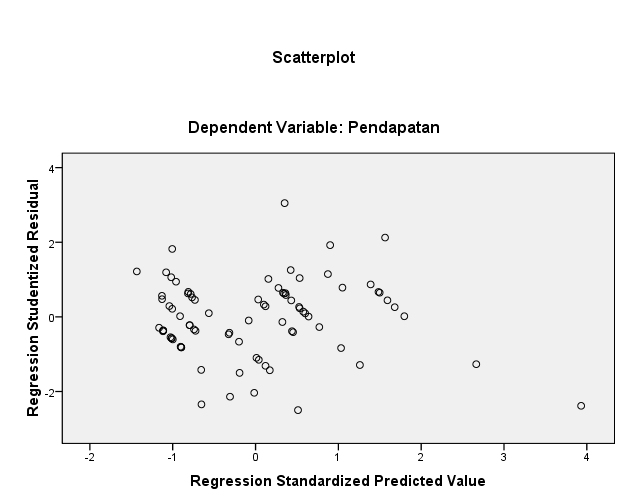 Scatterplot
Dependent Variable: Pendapatan
Regression Studentized Residual
4
2
0
-2
-2
-1
0
1
2
3
4
Regression Standardized Predicted Value